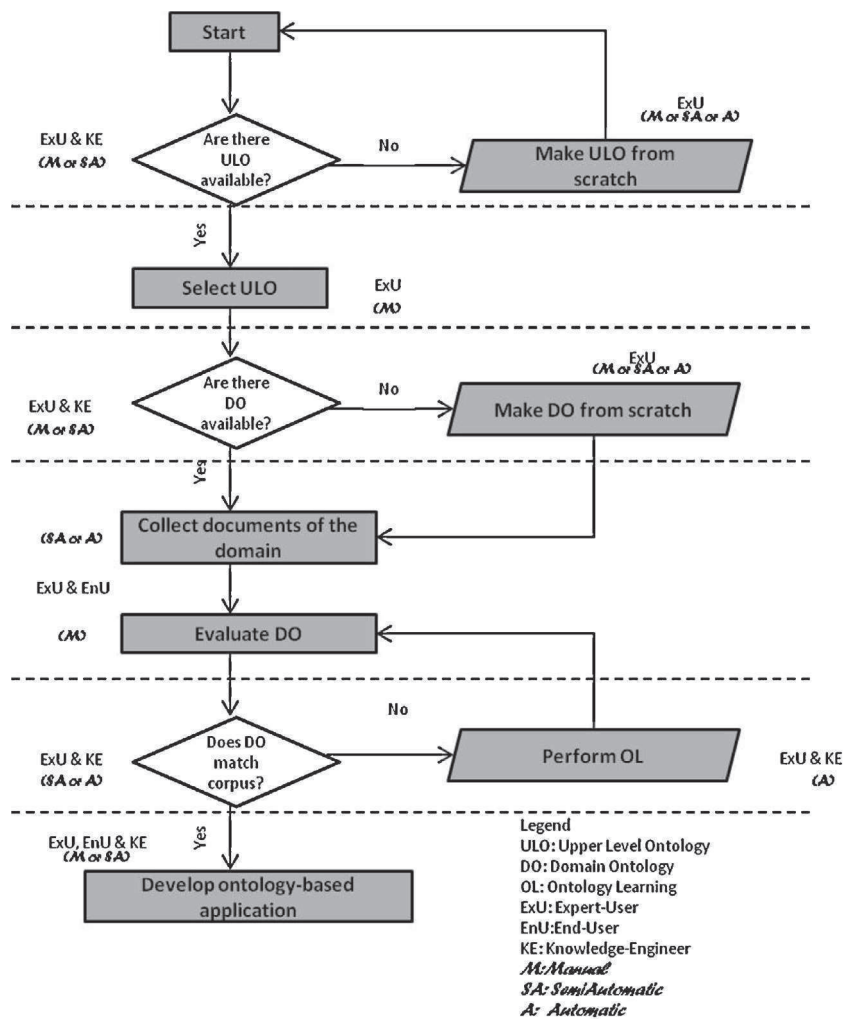 Start
ExU
(M or SA or A)
ExU & KE
(M or SA)
Are there
ULO
available?
No
Make ULO from
scratch
Yes
Select ULO
ExU
(M)
ExU
(M or SA or A)
Are there
DO
available?
No
Make DO from scratch
ExU & KE
(M or SA)
Yes
(SA or A)
Collect documents of the
domain
ExU & EnU
(M)
Evaluate DO
No
Does DO
match
corpus?
Perform OL
ExU & KE
(SA or A)
ExU & KE
(A)
Yes
ExU, EnU & KE
(M or SA)
Develop ontology-based
application
Legend
ULO: Upper Level Ontology
DO: Domain Ontology
OL: Ontology Learning
ExU: Expert-User
EnU:End-User
KE: Knowledge-Engineer
M:Manual
SA: SemiAutomatic
A: Automatic